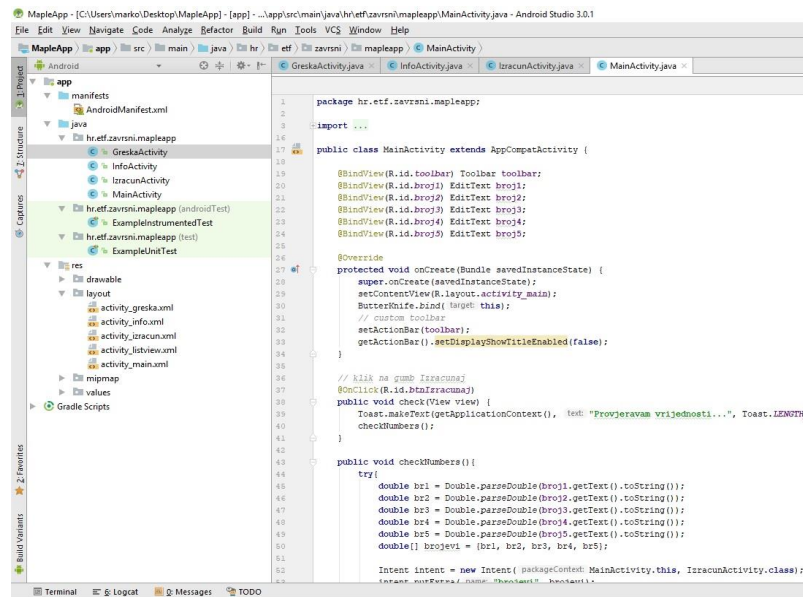 MapleApp - [C:\Users\marko\Desktop\MapleApp] - [app] - ...\app\src\main\java\hr\etf\zavrsni\mapleapp\MainActivity.java - Android Studio 3.0.1
File Edit View Navigate Code Analyze Refactor Build Run Tools VCS Window Help
MapleApp app src main java hr etf zavrsni mapleapp MainActivity
Android
GreskaActivity.java InfoActivity.java IzracunActivity.java MainActivity.java
1: Project
Z: Structure
Captures
2: Favorites
Build Variants
app
manifests
AndroidManifest.xml
java
hr.etf.zavrsni.mapleapp
GreskaActivity
InfoActivity
IzracunActivity
MainActivity
hr.etf.zavrsni.mapleapp (androidTest)
ExampleInstrumentedTest
hr.etf.zavrsni.mapleapp (test)
ExampleUnitTest
res
drawable
layout
activity_greska.xml
activity_info.xml
activity_izracun.xml
activity_listview.xml
activity_main.xml
mipmap
values
Gradle Scripts
1 package hr.etf.zavrsni.mapleapp;
2
3 import ...
16
17 public class MainActivity extends AppCompatActivity {
18
19 @BindView(R.id.toolbar) Toolbar toolbar;
20 @BindView(R.id.broj1) EditText broj1;
21 @BindView(R.id.broj2) EditText broj2;
22 @BindView(R.id.broj3) EditText broj3;
23 @BindView(R.id.broj4) EditText broj4;
24 @BindView(R.id.broj5) EditText broj5;
25
26 @Override
27 protected void onCreate(Bundle savedInstanceState) {
28 super.onCreate(savedInstanceState);
29 setContentView(R.layout.activity_main);
30 ButterKnife.bind( target: this);
31 // custom toolbar
32 setActionBar(toolbar);
33 getActionBar().setDisplayShowTitleEnabled(false);
34 }
35
36 // klik na gumb Izracunaj
37 @OnClick(R.id.btnIzracunaj)
38 public void check(View view) {
39 Toast.makeText(getApplicationContext(), text: "Provjeravam vrijednosti...", Toast.LENGTH
40 checkNumbers();
41 }
42
43 public void checkNumbers(){
44 try{
45 double br1 = Double.parseDouble(broj1.getText().toString());
46 double br2 = Double.parseDouble(broj2.getText().toString());
47 double br3 = Double.parseDouble(broj3.getText().toString());
48 double br4 = Double.parseDouble(broj4.getText().toString());
49 double br5 = Double.parseDouble(broj5.getText().toString());
50 double[] brojevi = {br1, br2, br3, br4, br5};
51
52 Intent intent = new Intent( packageContext: MainActivity.this, IzracunActivity.class);
53 intent.putExtra( name: "brojevi", brojevi);
Terminal 6: Logcat 0: Messages TODO